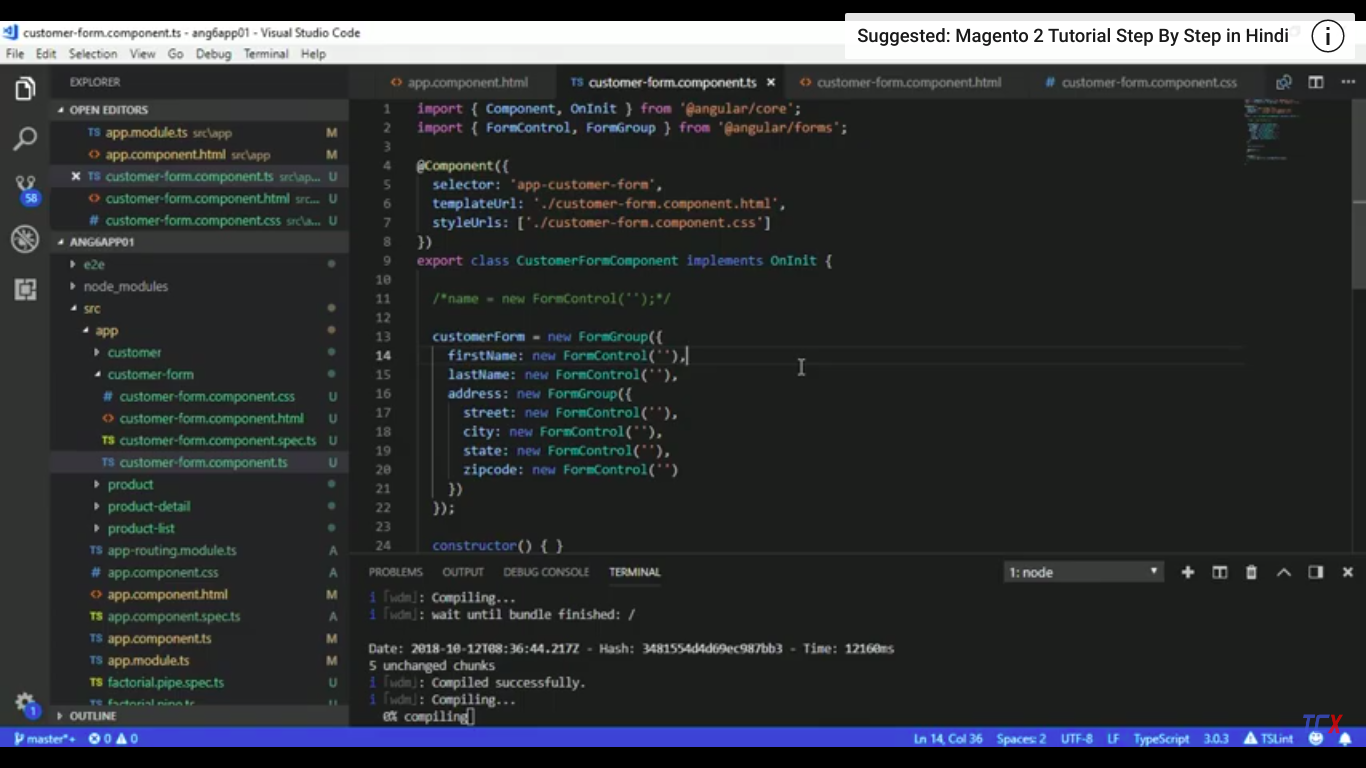 customer-form.component.ts - ang6app01 - Visual Studio Code
Suggested: Magento 2 Tutorial Step By Step in Hindi
File Edit Selection View Go Debug Terminal Help
EXPLORER
OPEN EDITORS
TS app.module.ts src\app M
<> app.component.html src\app M
× TS customer-form.component.ts src\ap... U
<> customer-form.component.html src... U
# customer-form.component.css src\a... U
58
ANG6APP01
e2e
node_modules
src
app
customer
customer-form
# customer-form.component.css U
<> customer-form.component.html U
TS customer-form.component.spec.ts U
TS customer-form.component.ts U
product
product-detail
product-list
TS app-routing.module.ts A
# app.component.css A
<> app.component.html M
TS app.component.spec.ts A
TS app.component.ts M
TS app.module.ts M
TS factorial.pipe.spec.ts U
TS factorial.pipe.ts U
OUTLINE
1
<> app.component.html TS customer-form.component.ts × <> customer-form.component.html # customer-form.component.css
1 import { Component, OnInit } from '@angular/core';
2 import { FormControl, FormGroup } from '@angular/forms';
3
4 @Component({
5 selector: 'app-customer-form',
6 templateUrl: './customer-form.component.html',
7 styleUrls: ['./customer-form.component.css']
8 })
9 export class CustomerFormComponent implements OnInit {
10
11 /*name = new FormControl('');*/
12
13 customerForm = new FormGroup({
14 firstName: new FormControl(''),
15 lastName: new FormControl(''),
16 address: new FormGroup({
17 street: new FormControl(''),
18 city: new FormControl(''),
19 state: new FormControl(''),
20 zipcode: new FormControl('')
21 })
22 });
23
24 constructor() { }
PROBLEMS OUTPUT DEBUG CONSOLE TERMINAL 1: node
i ｢wdm｣: Compiling...
i ｢wdm｣: wait until bundle finished: /
Date: 2018-10-12T08:36:44.217Z - Hash: 3481554d4d69ec987bb3 - Time: 12160ms
5 unchanged chunks
i ｢wdm｣: Compiled successfully.
i ｢wdm｣: Compiling...
0% compiling
TCX
master*+ 0 0 Ln 14, Col 36 Spaces: 2 UTF-8 LF TypeScript 3.0.3 TSLint